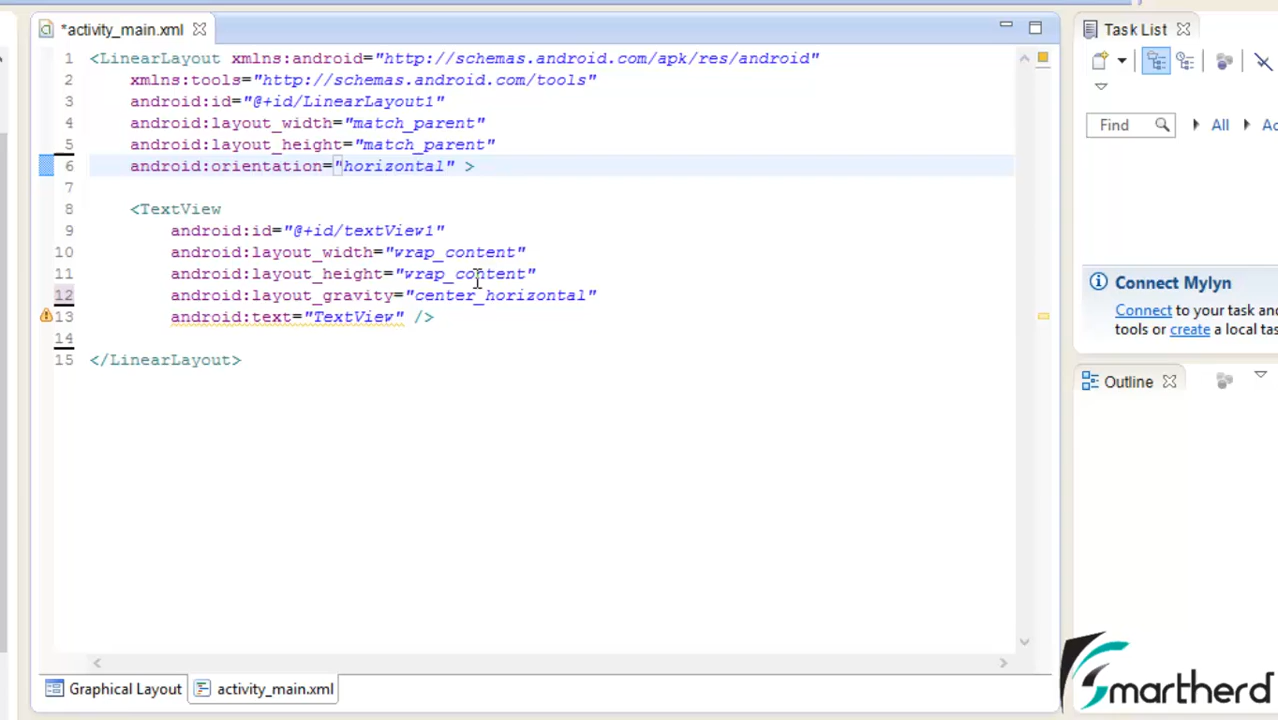 *activity_main.xml
1 <LinearLayout xmlns:android="http://schemas.android.com/apk/res/android"
2 xmlns:tools="http://schemas.android.com/tools"
3 android:id="@+id/LinearLayout1"
4 android:layout_width="match_parent"
5 android:layout_height="match_parent"
6 android:orientation="horizontal" >
7
8 <TextView
9 android:id="@+id/textView1"
10 android:layout_width="wrap_content"
11 android:layout_height="wrap_content"
12 android:layout_gravity="center_horizontal"
13 android:text="TextView" />
14
15 </LinearLayout>
Graphical Layout activity_main.xml
Task List
Find All
Connect Mylyn
Connect to your task and
tools or create a local
Outline
Smartherd